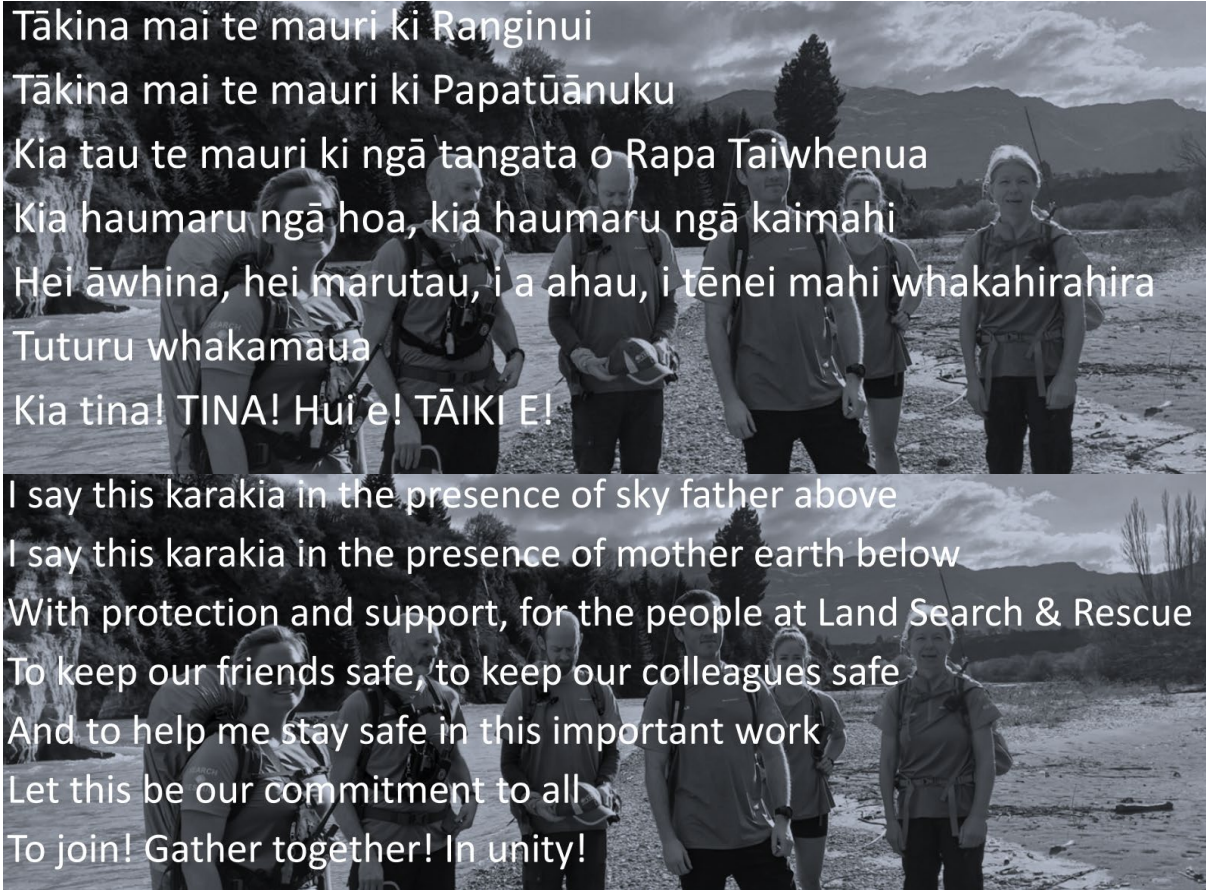 Tākina mai te mauri ki Ranginui
Tākina mai te mauri ki Papatūānuku
Kia tau te mauri ki ngā tangata o Rapa Taiwhenua
Kia haumaru ngā hoa, kia haumaru ngā kaimahi
Hei āwhina, hei marutau, i a ahau, i tēnei mahi whakahirahira
Tuturu whakamaua
Kia tina! TINA! Hui e! TĀIKI E!
I say this karakia in the presence of sky father above
I say this karakia in the presence of mother earth below
With protection and support, for the people at Land Search & Rescue
To keep our friends safe, to keep our colleagues safe
And to help me stay safe in this important work
Let this be our commitment to all
To join! Gather together! In unity!